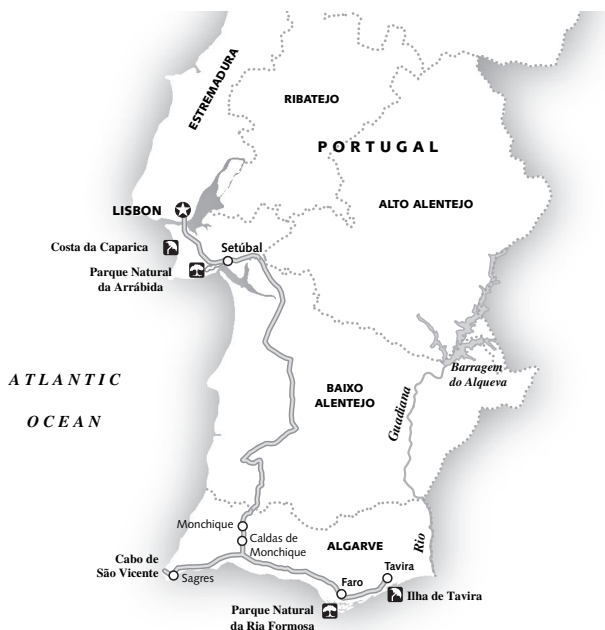 ESTREMADURA
RIBATEJO
PORTUGAL
LISBON
ALTO ALENTEJO
Costa da Caparica
Setúbal
Parque Natural
da Arrábida
ATLANTIC
OCEAN
BAIXO
ALENTEJO
Barragem
do Alqueva
Guadiana
Rio
Monchique
Caldas de
Monchique
ALGARVE
Cabo de
São Vicente
Sagres
Faro
Tavira
Ilha de Tavira
Parque Natural
da Ria Formosa